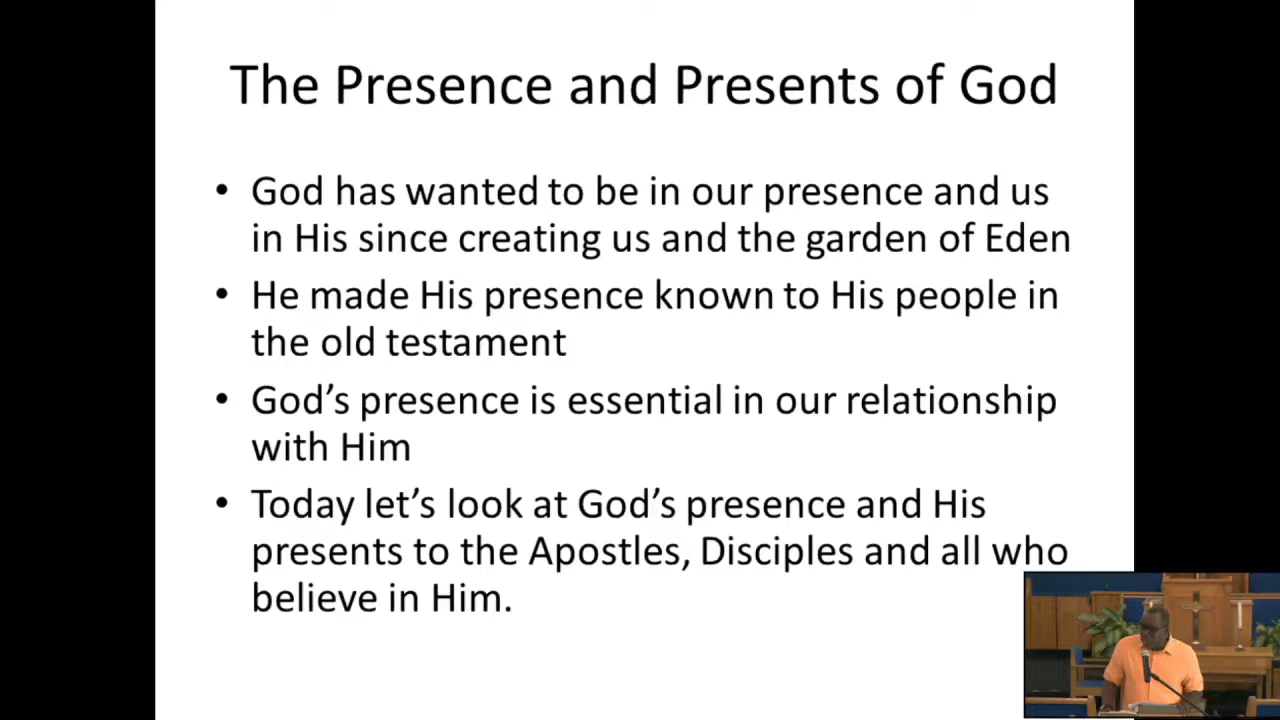 The Presence and Presents of God
• God has wanted to be in our presence and us
in His since creating us and the garden of Eden
• He made His presence known to His people in
the old testament
• God’s presence is essential in our relationship
with Him
• Today let’s look at God’s presence and His
presents to the Apostles, Disciples and all who
believe in Him.